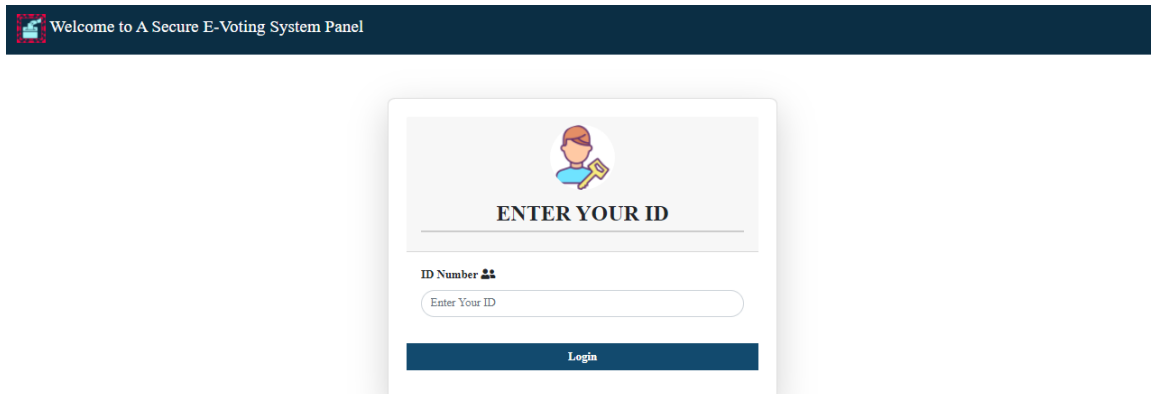 Welcome to A Secure E-Voting System Panel
ENTER YOUR ID
ID Number
Enter Your ID
Login